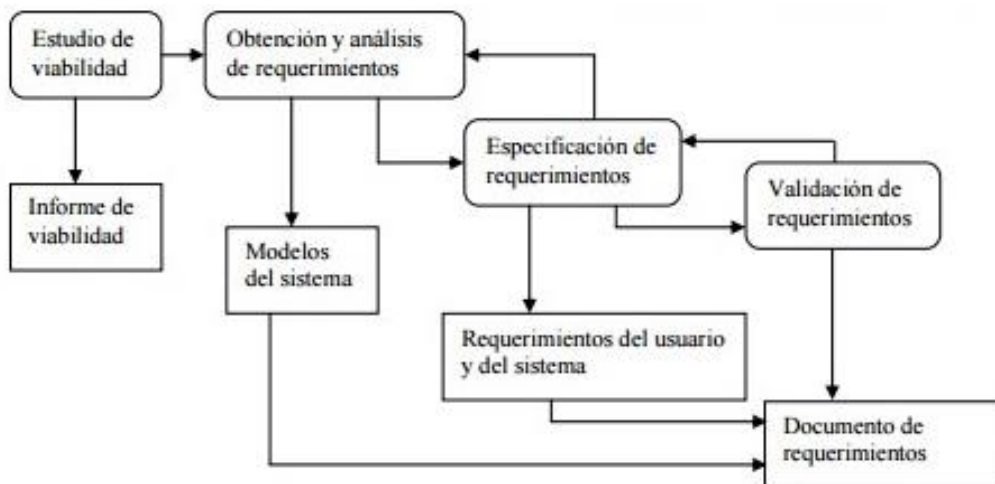 Estudio de
viabilidad
Obtención y análisis
de requerimientos
Especificación de
requerimientos
Validación de
requerimientos
Informe de
viabilidad
Modelos
del sistema
Requerimientos del usuario
y del sistema
Documento de
requerimientos